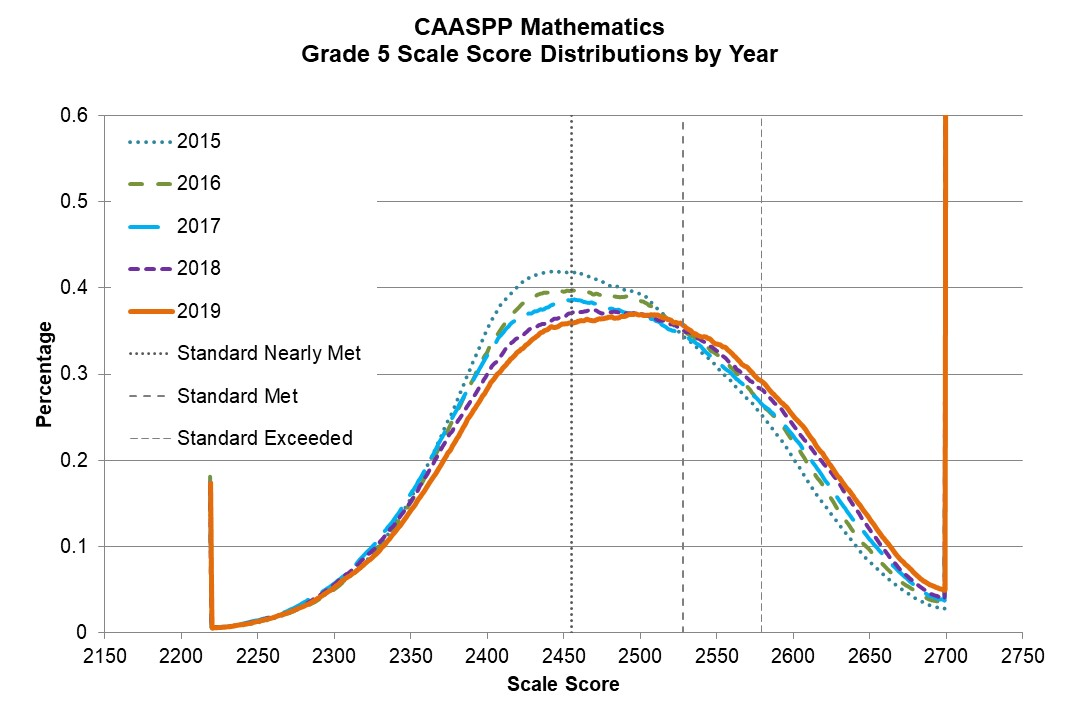 CAASPP Mathematics
Grade 5 Scale Score Distributions by Year
Percentage
0.6
0.5
0.4
0.3
0.2
0.1
0
2015
2016
2017
2018
2019
Standard Nearly Met
Standard Met
Standard Exceeded
2150 2200 2250 2300 2350 2400 2450 2500 2550 2600 2650 2700 2750
Scale Score